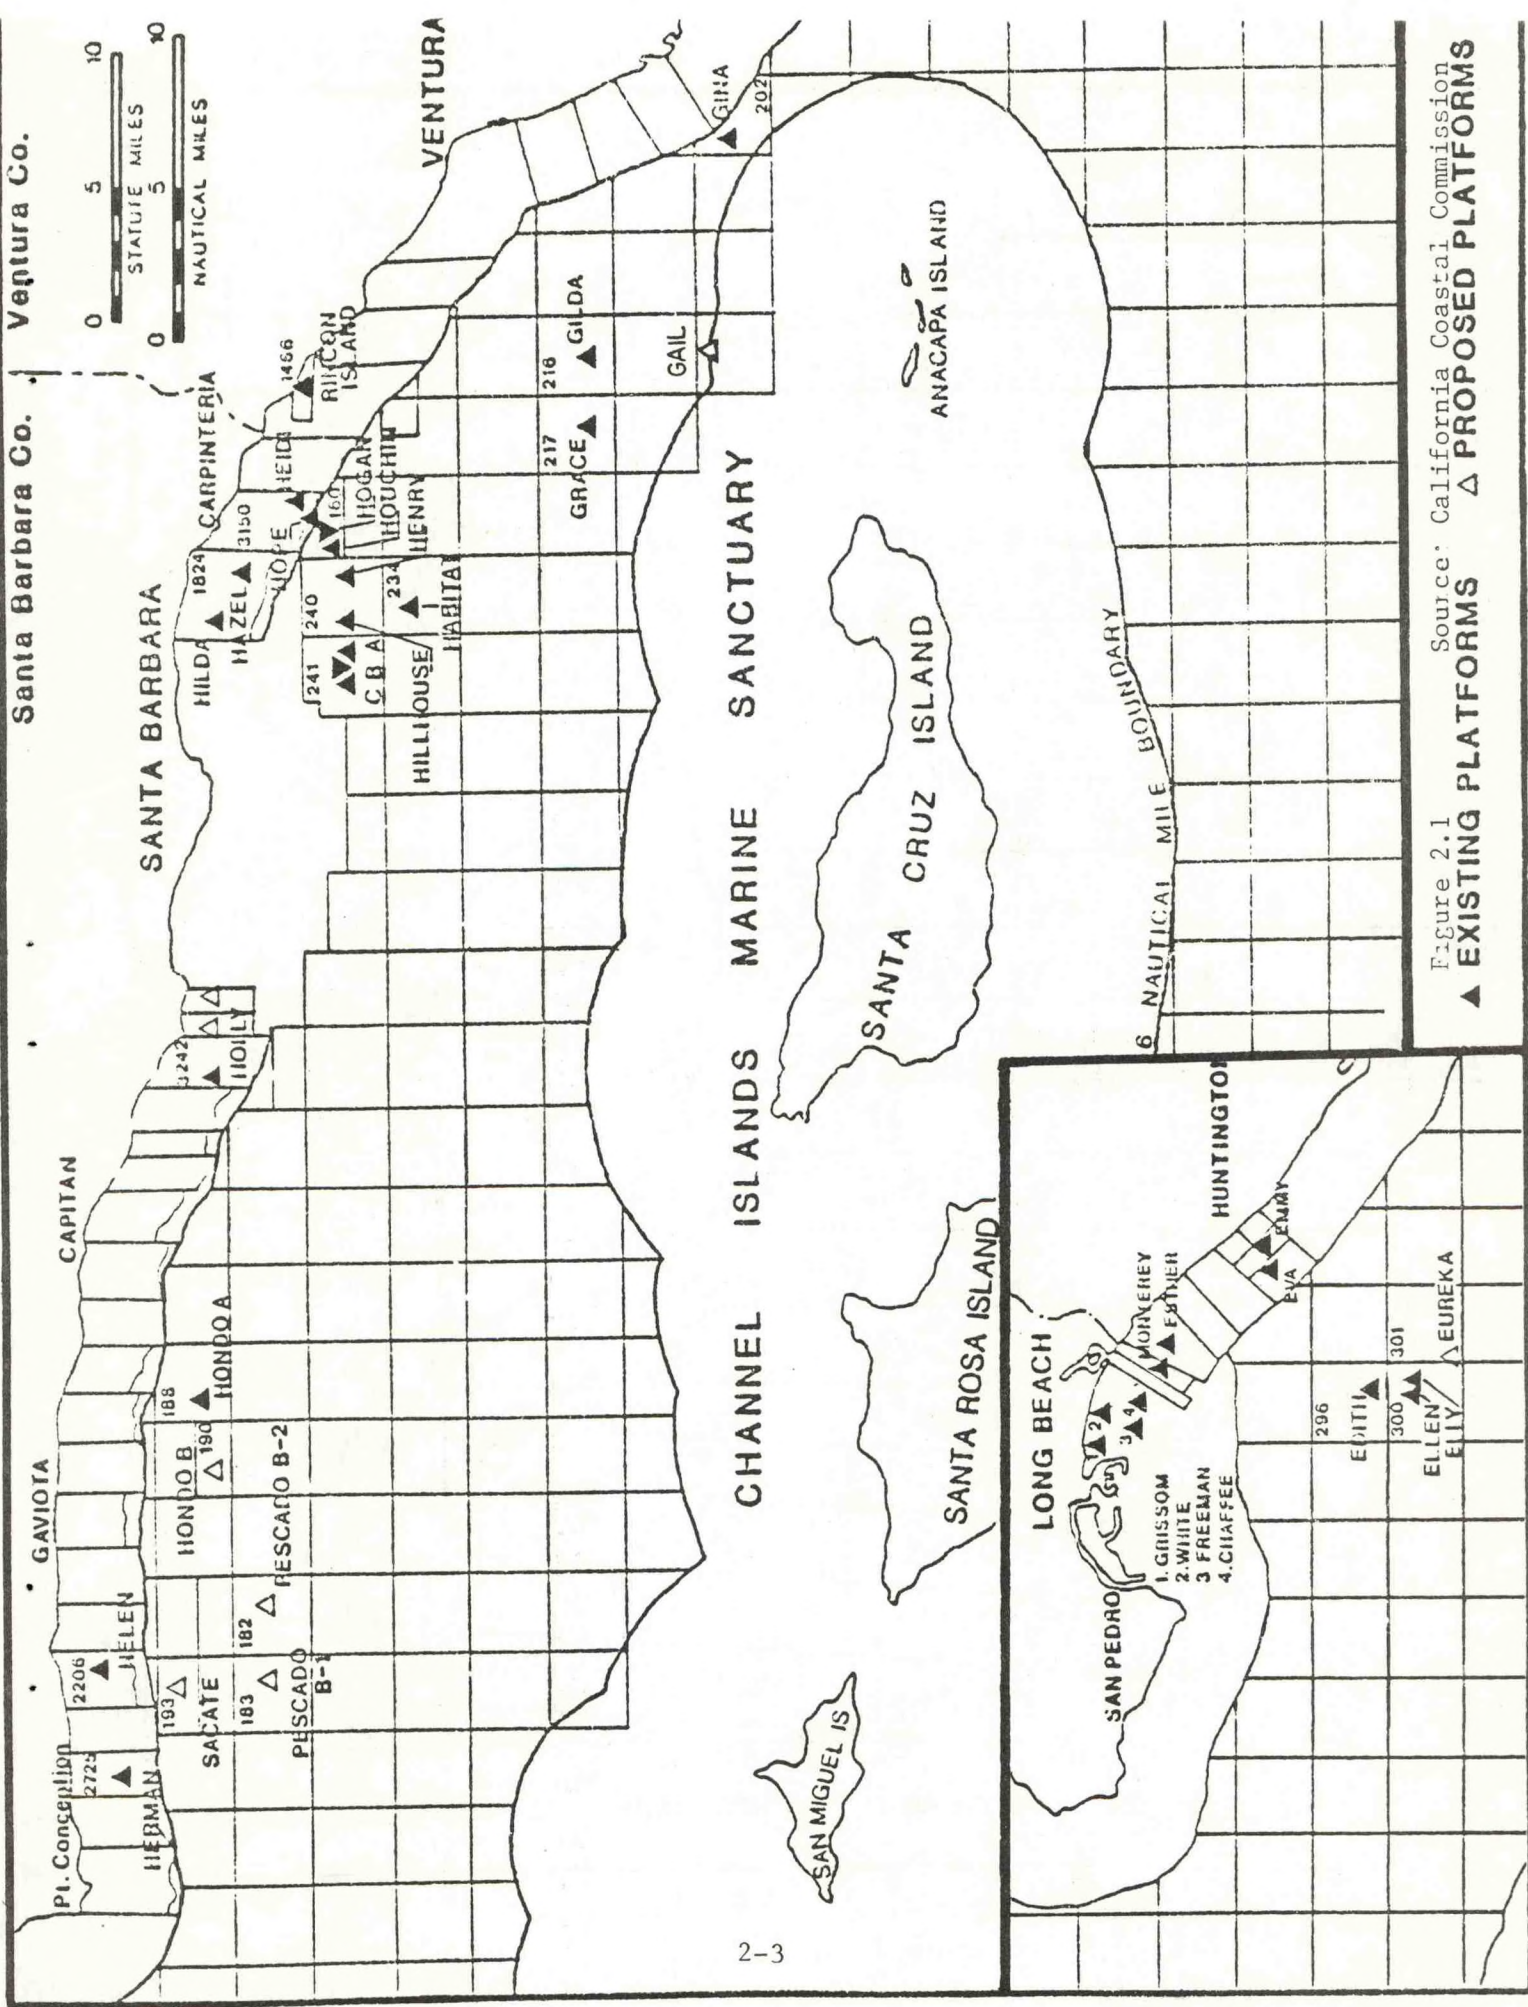 Santa Barbara Co.
Ventura Co.
0 5 10
STATUTE MILES
0 5 10
NAUTICAL MILES
Pt. Conception
GAVIOTA
CAPITAN
SANTA BARBARA
CARPINTERIA
VENTURA
2725
HERMAN
2206
HELEN
193
SACATE
183
PESCADO
B-1
182
PESCADO B-2
HONDO B
190
188
HONDO A
3242
HOLLY
HILDA
1824
HAZEL
3150
HOPE
HEIDI
1466
RINCON
ISLAND
HOGAN
HOUCHIN
HENRY
241
240
234
C B A
HILLHOUSE
HABITAT
217
GRACE
216
GILDA
GAIL
GINA
202
CHANNEL ISLANDS MARINE SANCTUARY
SAN MIGUEL IS
SANTA ROSA ISLAND
SANTA CRUZ ISLAND
ANACAPA ISLAND
6 NAUTICAL MILE BOUNDARY
LONG BEACH
SAN PEDRO
HUNTINGTON
1 2
3 4
1.GRISSOM
2.WHITE
3 FREEMAN
4.CHAFFEE
MONTEREY
ESTHER
EMMY
EVA
296
EDITH
300
301
ELLEN
ELLY
EUREKA
Figure 2.1 Source: California Coastal Commission
▲ EXISTING PLATFORMS △ PROPOSED PLATFORMS
2-3